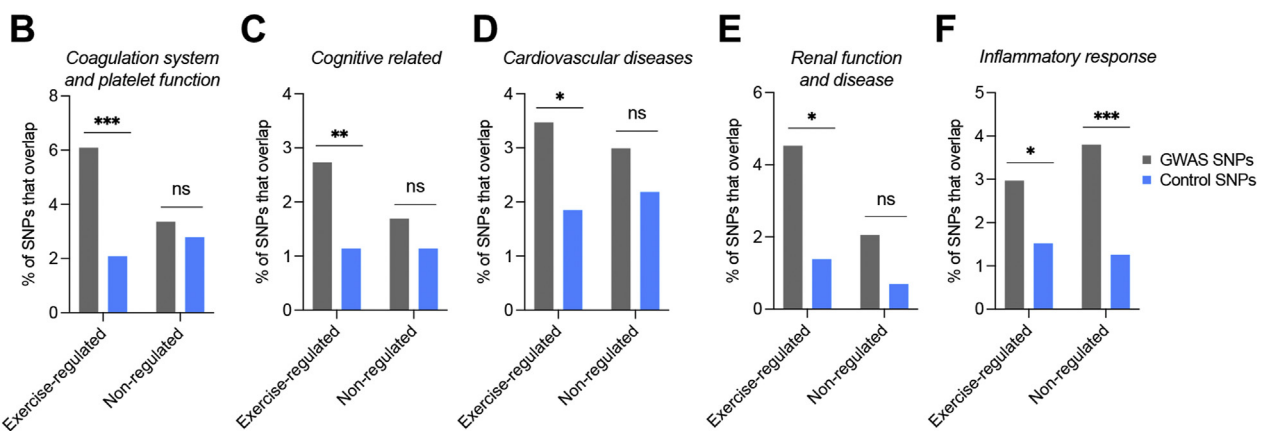 B
Coagulation system
and platelet function
% of SNPs that overlap
8
6
4
2
0
***
ns
Exercise-regulated
Non-regulated
C
Cognitive related
% of SNPs that overlap
4
3
2
1
0
**
ns
Exercise-regulated
Non-regulated
D
Cardiovascular diseases
% of SNPs that overlap
4
3
2
1
0
*
ns
Exercise-regulated
Non-regulated
E
Renal function
and disease
% of SNPs that overlap
6
4
2
0
*
ns
Exercise-regulated
Non-regulated
F
Inflammatory response
% of SNPs that overlap
5
4
3
2
1
0
*
***
Exercise-regulated
Non-regulated
GWAS SNPs
Control SNPs